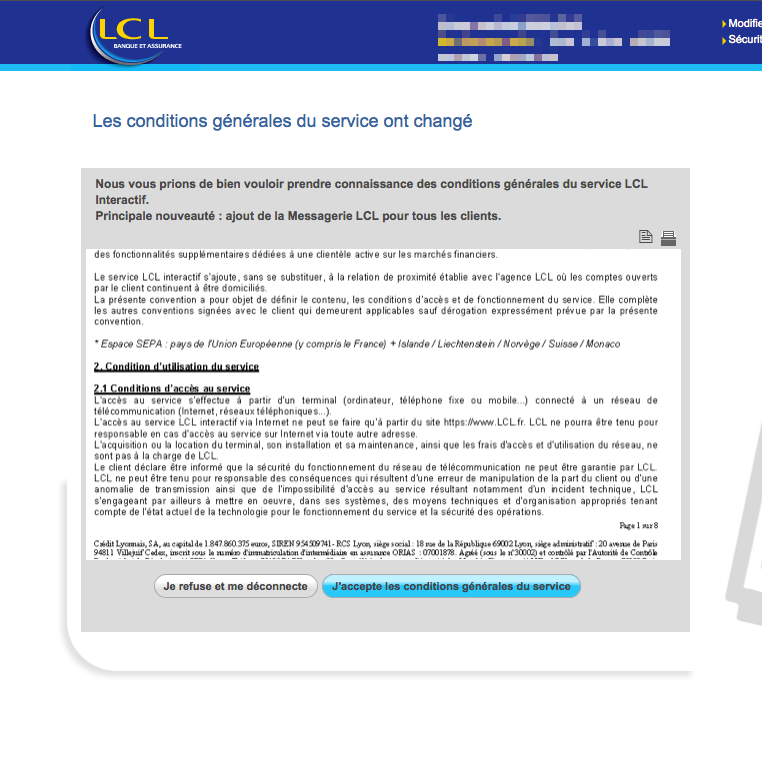 LCL
BANQUE ET ASSURANCE
Modifie
Sécurit
Les conditions générales du service ont changé
Nous vous prions de bien vouloir prendre connaissance des conditions générales du service LCL
Interactif.
Principale nouveauté : ajout de la Messagerie LCL pour tous les clients.
des fonctionnalités supplémentaires dédiées à une clientèle active sur les marchés financiers.
Le service LCL interactif s'ajoute, sans se substituer, à la relation de proximité établie avec l'agence LCL où les comptes ouverts
par le client continuent à être domiciliés.
La présente convention a pour objet de définir le contenu, les conditions d'accès et de fonctionnement du service. Elle complète
les autres conventions signées avec le client qui demeurent applicables sauf dérogation expressément prévue par la présente
convention.
* Espace SEPA : pays de l'Union Européenne (y compris le France) + Islande / Liechtenstein / Norvège / Suisse / Monaco
2. Condition d'utilisation du service
2.1 Conditions d'accès au service
L'accès au service s'effectue à partir d'un terminal (ordinateur, téléphone fixe ou mobile...) connecté à un réseau de
télécommunication (Internet, réseaux téléphoniques...).
L'accès au service LCL interactif via Internet ne peut se faire qu'à partir du site https://www.LCL.fr. LCL ne pourra être tenu pour
responsable en cas d'accès au service sur Internet via toute autre adresse.
L'acquisition ou la location du terminal, son installation et sa maintenance, ainsi que les frais d'accès et d'utilisation du réseau, ne
sont pas à la charge de LCL.
Le client déclare être informé que la sécurité du fonctionnement du réseau de télécommunication ne peut être garantie par LCL.
LCL ne peut être tenu pour responsable des conséquences qui résultent d'une erreur de manipulation de la part du client ou d'une
anomalie de transmission ainsi que de l'impossibilité d'accès au service résultant notamment d'un incident technique, LCL
s'engageant par ailleurs à mettre en oeuvre, dans ses systèmes, des moyens techniques et d'organisation appropriés tenant
compte de l'état actuel de la technologie pour le fonctionnement du service et la sécurité des opérations.
Page 1 sur 8
Crédit Lyonnais, SA, au capital de 1.847.860.375 euros, SIREN 954509741- RCS Lyon, siège social : 18 rue de la République 69002 Lyon, siège administratif : 20 avenue de Paris
94811 Villejuif Cedex, inscrit sous le numéro d'immatriculation d'intermédiaire en assurance ORIAS : 07001878. Agréé (sous le n°30002) et contrôlé par l'Autorité de Contrôle
Je refuse et me déconnecte
J'accepte les conditions générales du service